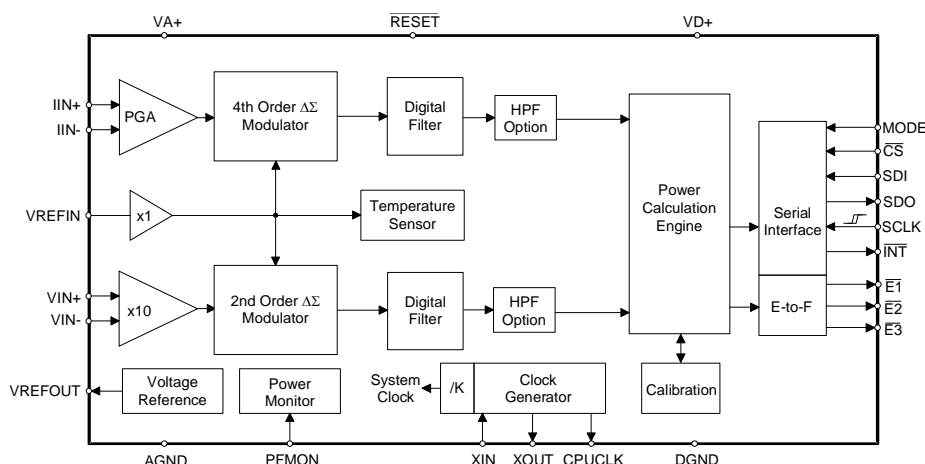 VA+ RESET VD+
IIN+
IIN-
PGA
4th Order ΔΣ
Modulator
Digital
Filter
HPF
Option
VREFIN
x1
Temperature
Sensor
VIN+
VIN-
x10
2nd Order ΔΣ
Modulator
Digital
Filter
HPF
Option
Power
Calculation
Engine
Serial
Interface
E-to-F
MODE
CS
SDI
SDO
SCLK
INT
E1
E2
E3
VREFOUT
Voltage
Reference
Power
Monitor
System
Clock
/K
Clock
Generator
Calibration
AGND PFMON XIN XOUT CPUCLK DGND